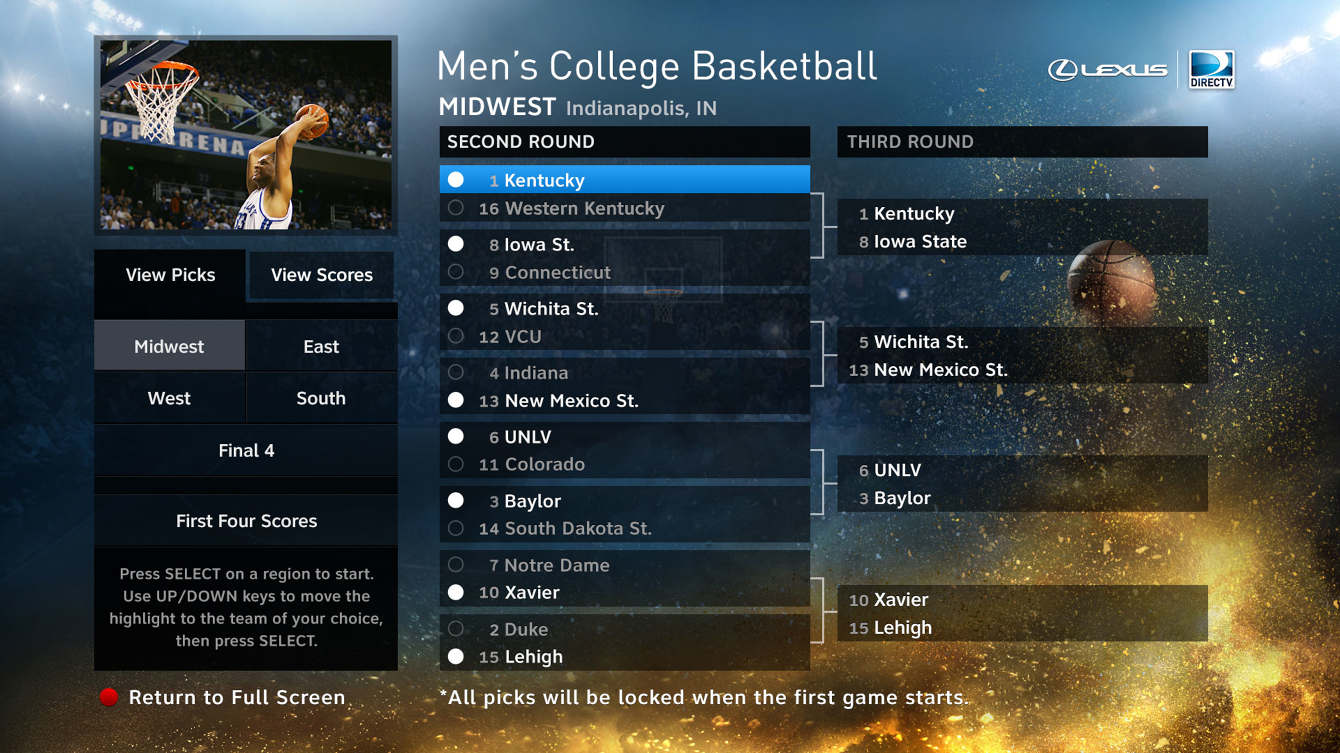 Men's College Basketball
LEXUS
DIRECTV
MIDWEST Indianapolis, IN
UPP ARENA
SECOND ROUND
1 Kentucky
16 Western Kentucky
8 Iowa St.
9 Connecticut
5 Wichita St.
12 VCU
4 Indiana
13 New Mexico St.
6 UNLV
11 Colorado
3 Baylor
14 South Dakota St.
7 Notre Dame
10 Xavier
2 Duke
15 Lehigh
THIRD ROUND
1 Kentucky
8 Iowa State
5 Wichita St.
13 New Mexico St.
6 UNLV
3 Baylor
10 Xavier
15 Lehigh
View Picks
View Scores
Midwest
East
West
South
Final 4
First Four Scores
Press SELECT on a region to start.
Use UP/DOWN keys to move the
highlight to the team of your choice,
then press SELECT.
Return to Full Screen
*All picks will be locked when the first game starts.